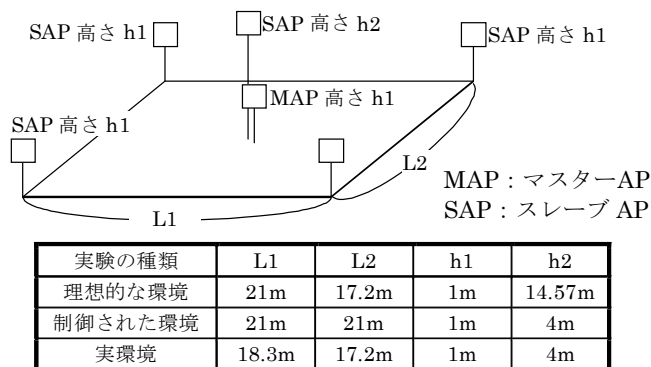 SAP 高さ h1
SAP 高さ h2
SAP 高さ h1
MAP 高さ h1
SAP 高さ h1
L2
L1
MAP：マスターAP
SAP：スレーブ AP
実験の種類 L1 L2 h1 h2
理想的な環境 21m 17.2m 1m 14.57m
制御された環境 21m 21m 1m 4m
実環境 18.3m 17.2m 1m 4m